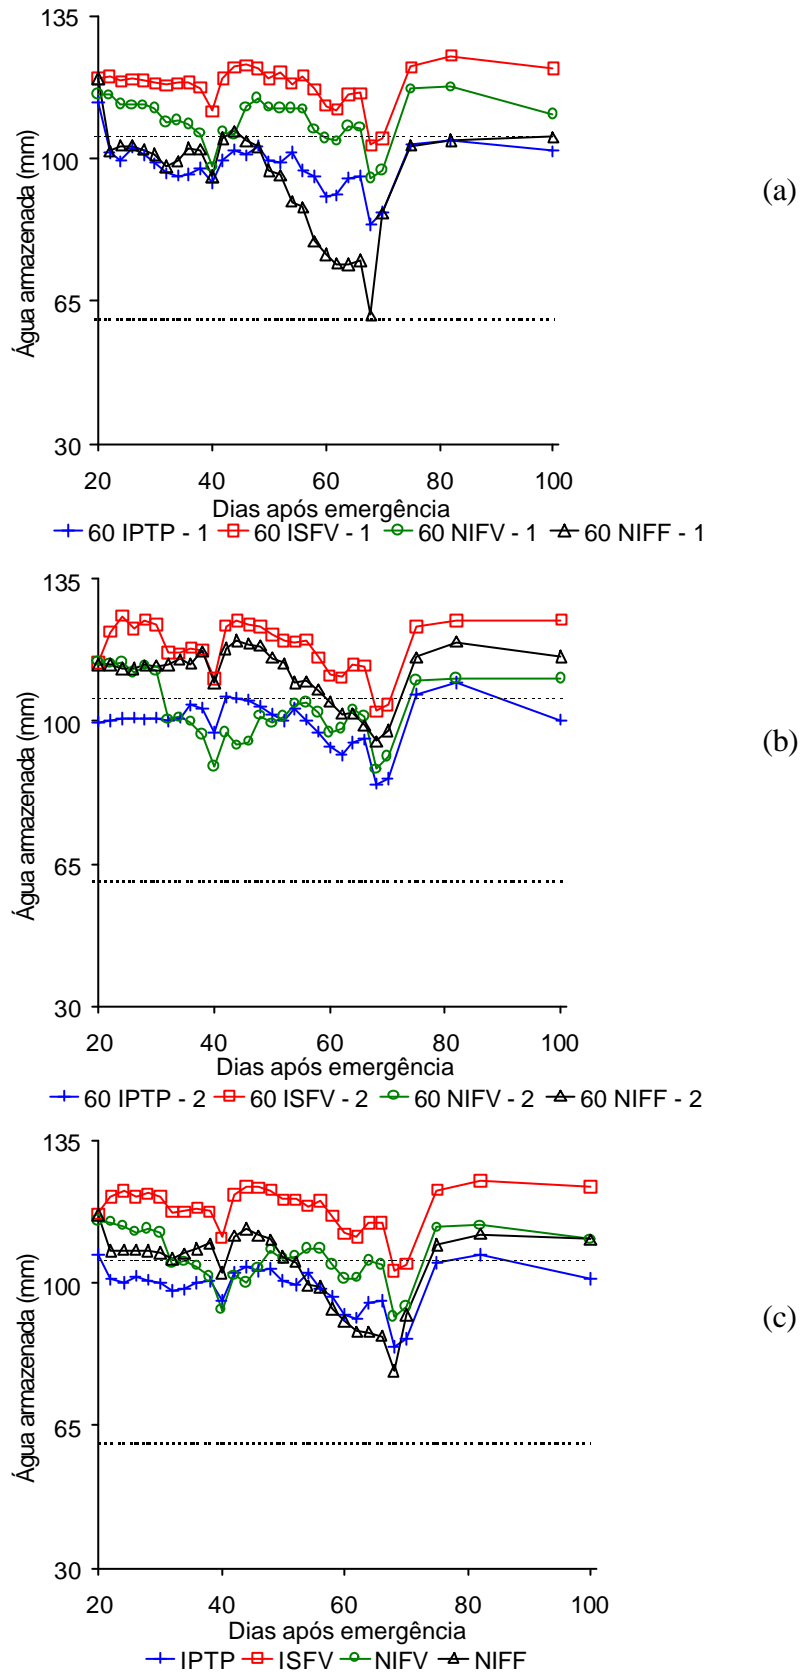 135
100
65
30
Água armazenada (mm)
20 40 60 80 100
Dias após emergência
60 IPTP - 1 60 ISFV - 1 60 NIFV - 1 60 NIFF - 1
(a)
135
100
65
30
Água armazenada (mm)
20 40 60 80 100
Dias após emergência
60 IPTP - 2 60 ISFV - 2 60 NIFV - 2 60 NIFF - 2
(b)
135
100
65
30
Água armazenada (mm)
20 40 60 80 100
Dias após emergência
IPTP ISFV NIFV NIFF
(c)